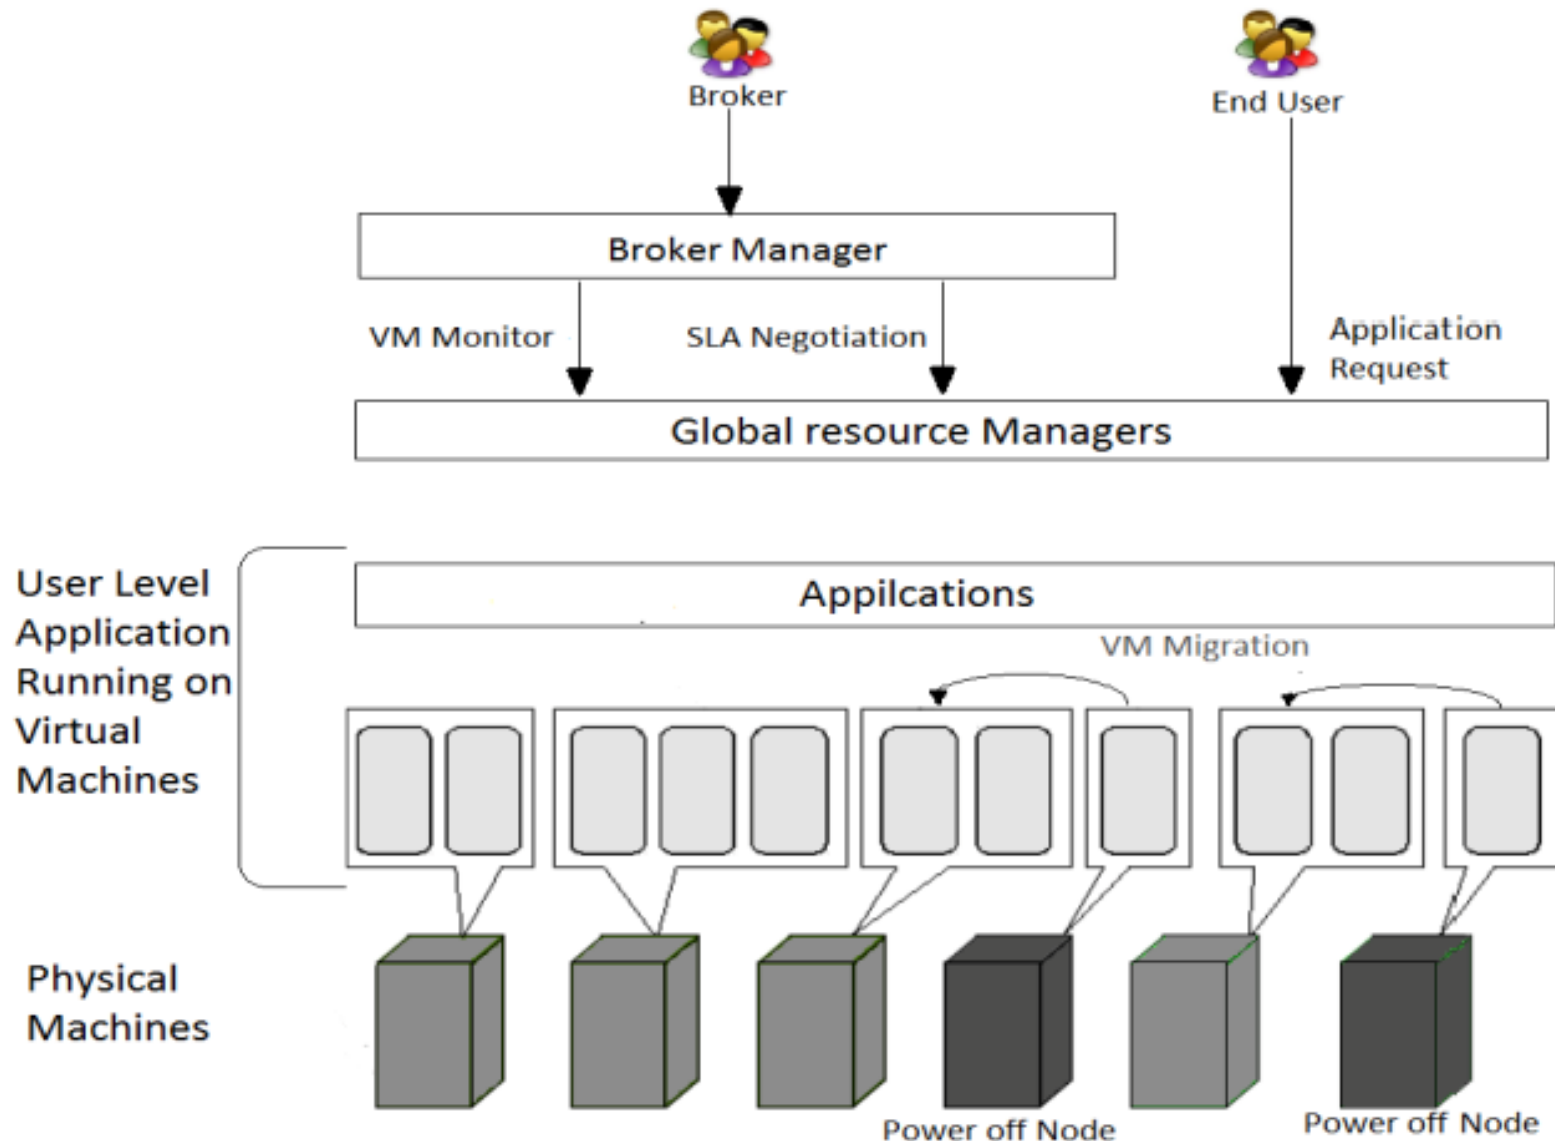 Broker
End User
Broker Manager
VM Monitor
SLA Negotiation
Application
Request
Global resource Managers
User Level
Application
Running on
Virtual
Machines
Appilcations
VM Migration
Physical
Machines
Power off Node
Power off Node